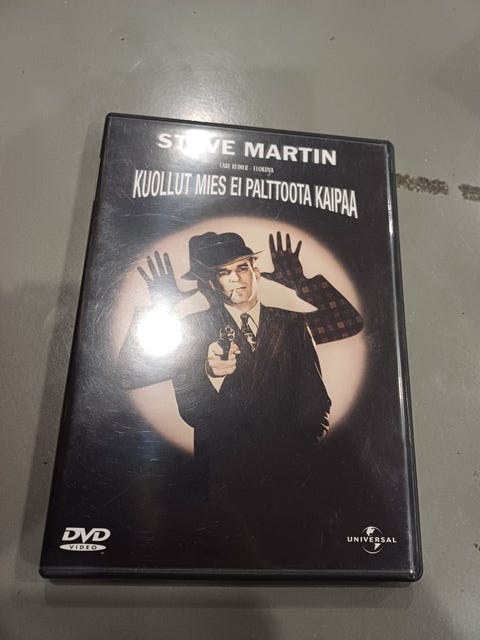 STEVE MARTIN
CARL REINER - ELOKUVA
KUOLLUT MIES EI PALTTOOTA KAIPAA
DVD
VIDEO
UNIVERSAL